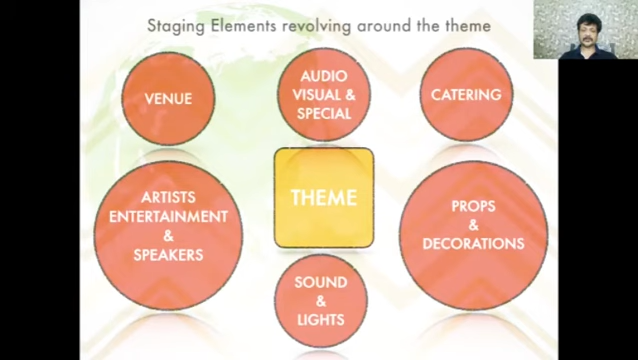 Staging Elements revolving around the theme
VENUE
AUDIO
VISUAL &
SPECIAL
CATERING
ARTISTS
ENTERTAINMENT
&
SPEAKERS
THEME
PROPS
&
DECORATIONS
SOUND
&
LIGHTS